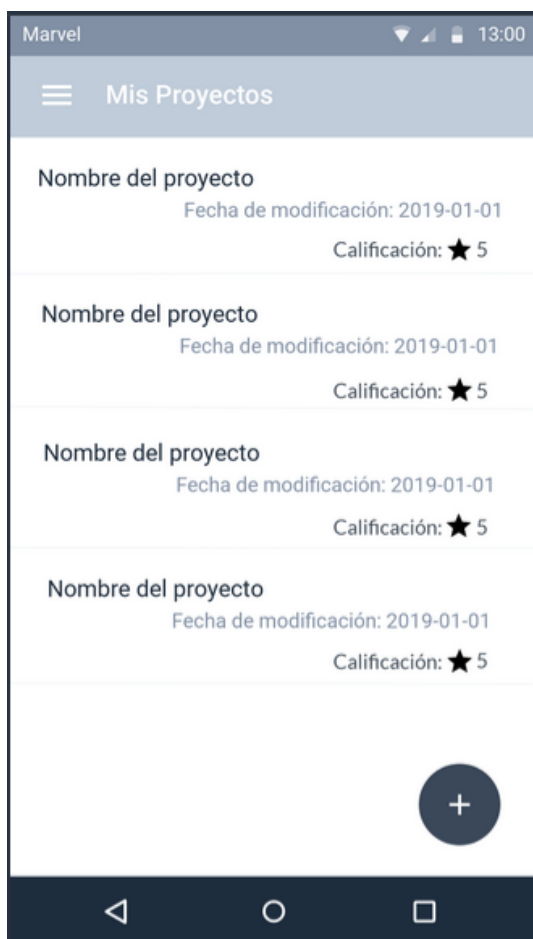 Marvel 13:00
Mis Proyectos
Nombre del proyecto
Fecha de modificación: 2019-01-01
Calificación: ★ 5
Nombre del proyecto
Fecha de modificación: 2019-01-01
Calificación: ★ 5
Nombre del proyecto
Fecha de modificación: 2019-01-01
Calificación: ★ 5
Nombre del proyecto
Fecha de modificación: 2019-01-01
Calificación: ★ 5
+